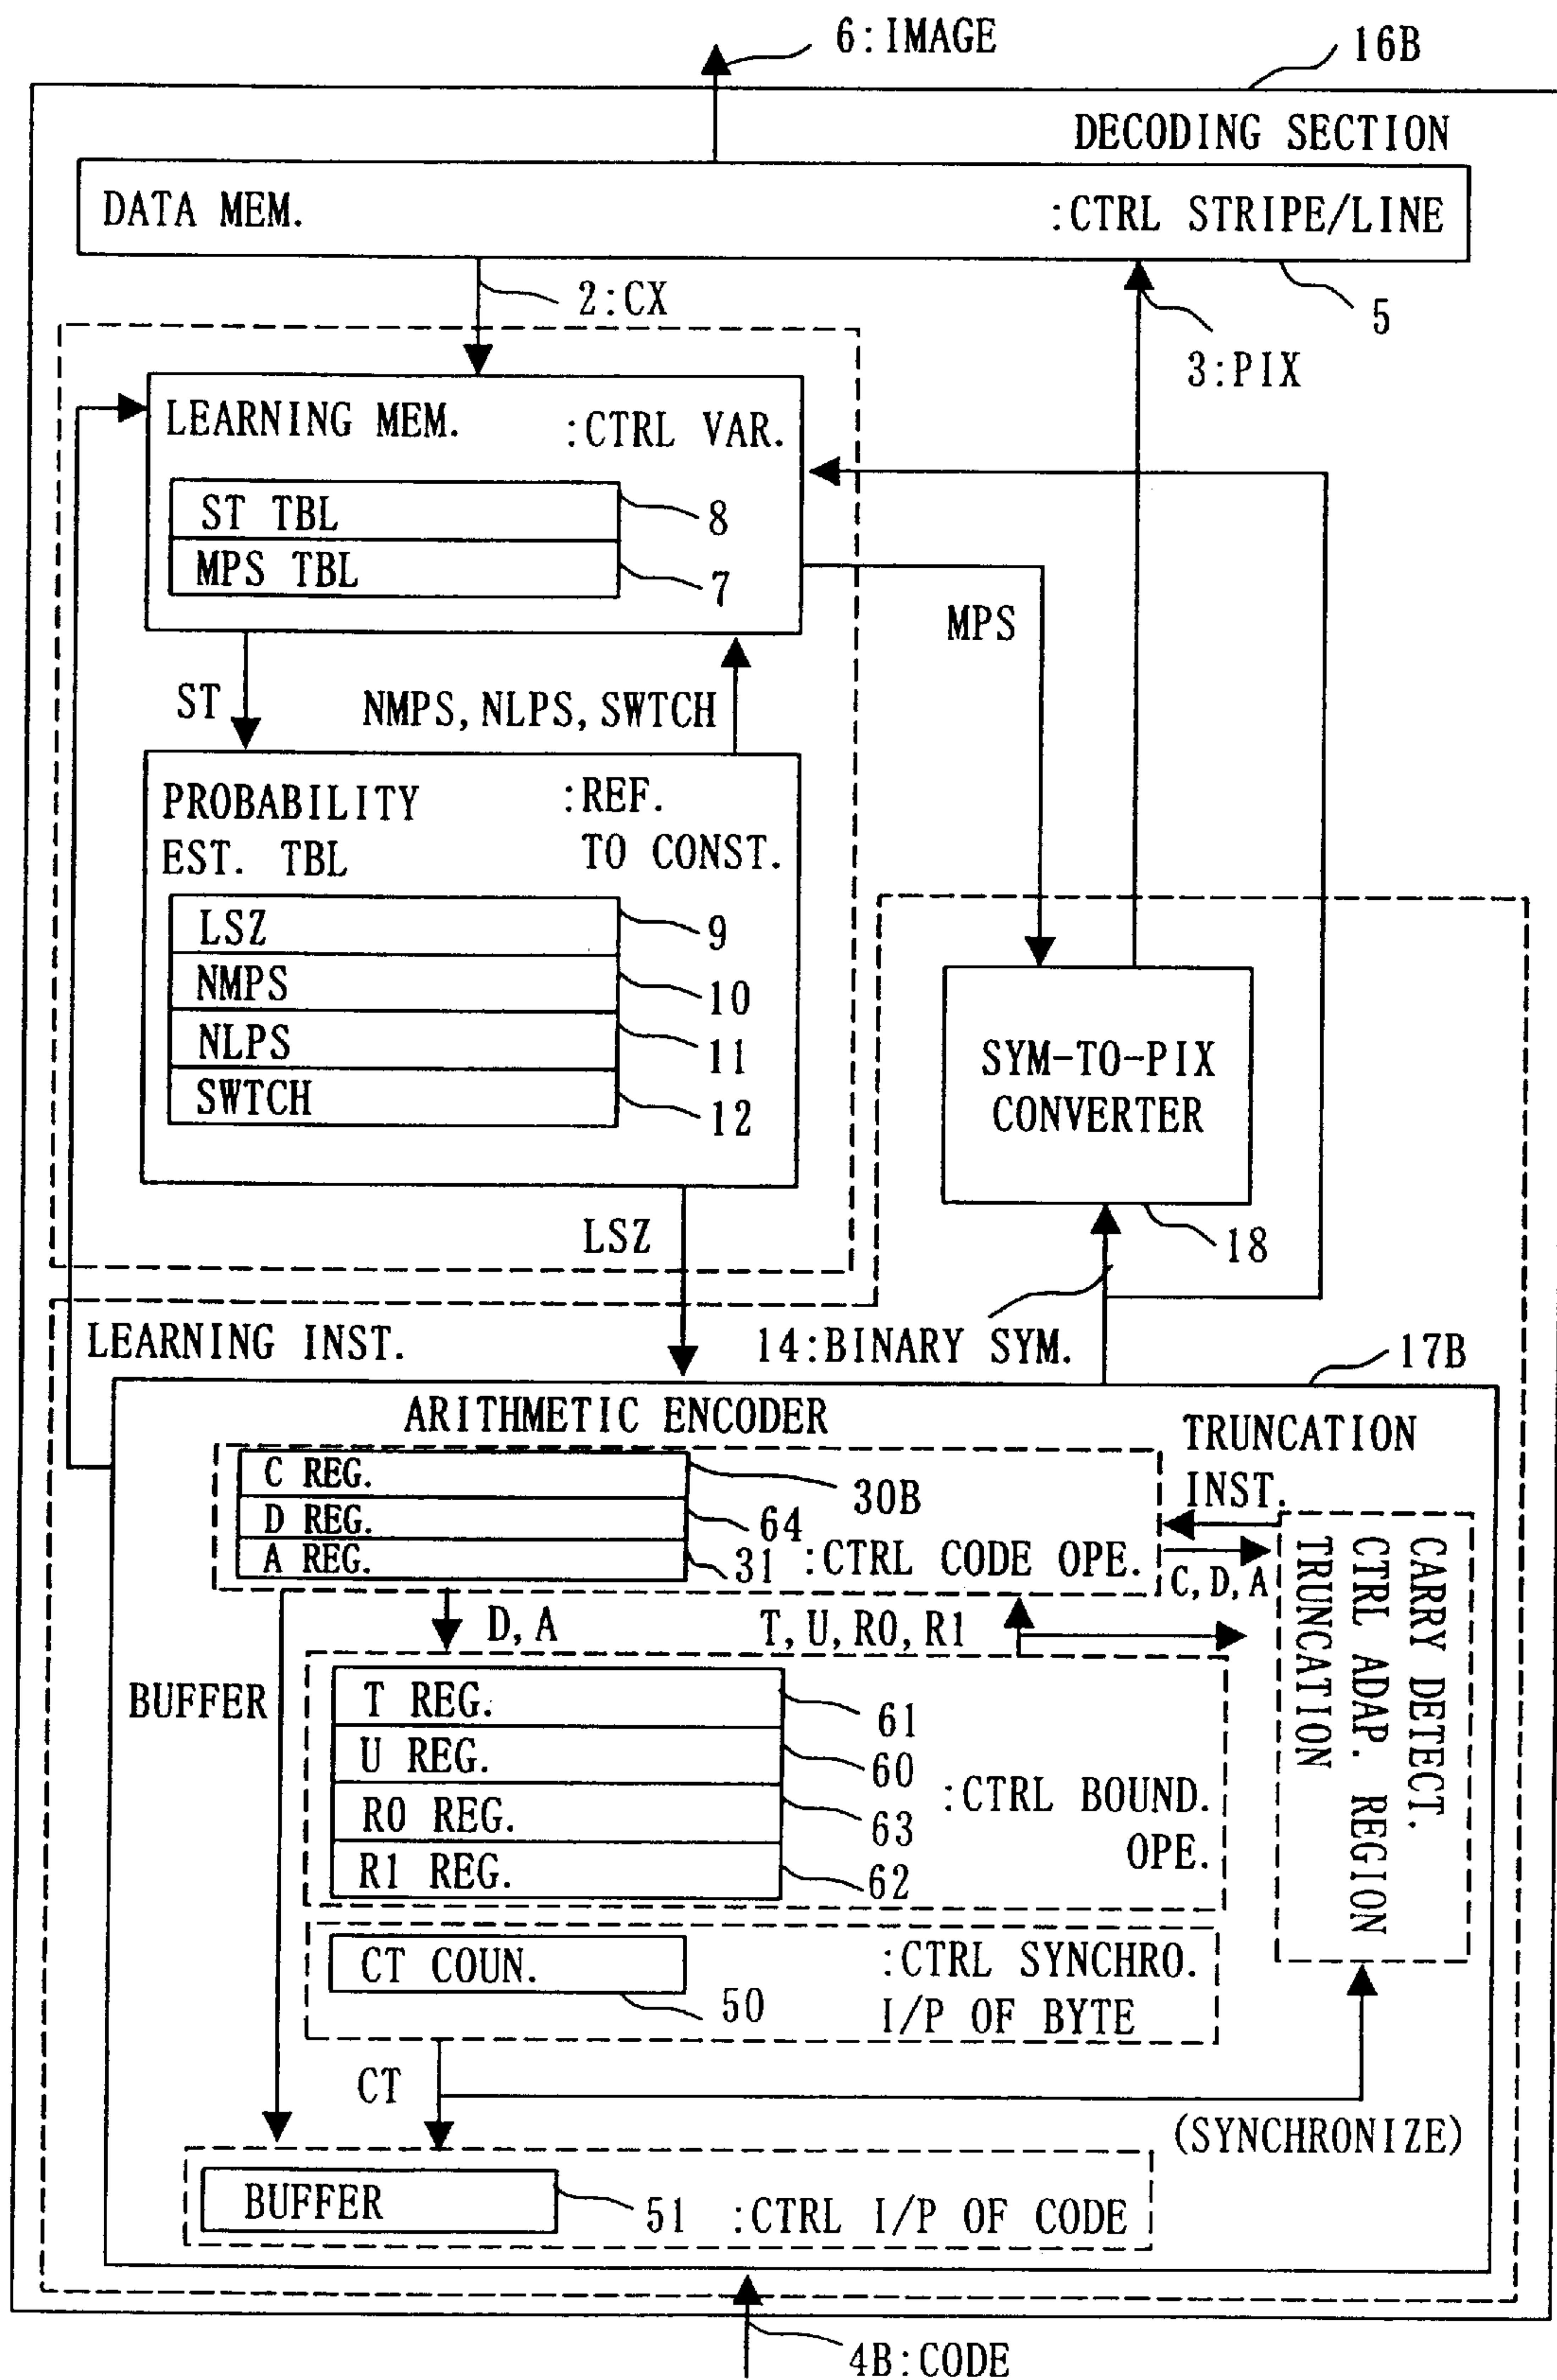 6:IMAGE
16B
DECODING SECTION
DATA MEM.
:CTRL STRIPE/LINE
2:CX
5
3:PIX
LEARNING MEM.
:CTRL VAR.
ST TBL
8
MPS TBL
7
MPS
ST
NMPS, NLPS, SWTCH
PROBABILITY
EST. TBL
:REF.
TO CONST.
LSZ
9
NMPS
10
NLPS
11
SWTCH
12
SYM-TO-PIX
CONVERTER
18
LSZ
LEARNING INST.
14:BINARY SYM.
17B
ARITHMETIC ENCODER
TRUNCATION
INST.
C REG.
30B
D REG.
64
A REG.
31
:CTRL CODE OPE.
C, D, A
CARRY DETECT.
CTRL ADAP. REGION
TRUNCATION
D, A
T, U, R0, R1
BUFFER
T REG.
61
U REG.
60
R0 REG.
63
R1 REG.
62
:CTRL BOUND.
OPE.
CT COUN.
50
:CTRL SYNCHRO.
I/P OF BYTE
CT
(SYNCHRONIZE)
BUFFER
51
:CTRL I/P OF CODE
4B:CODE